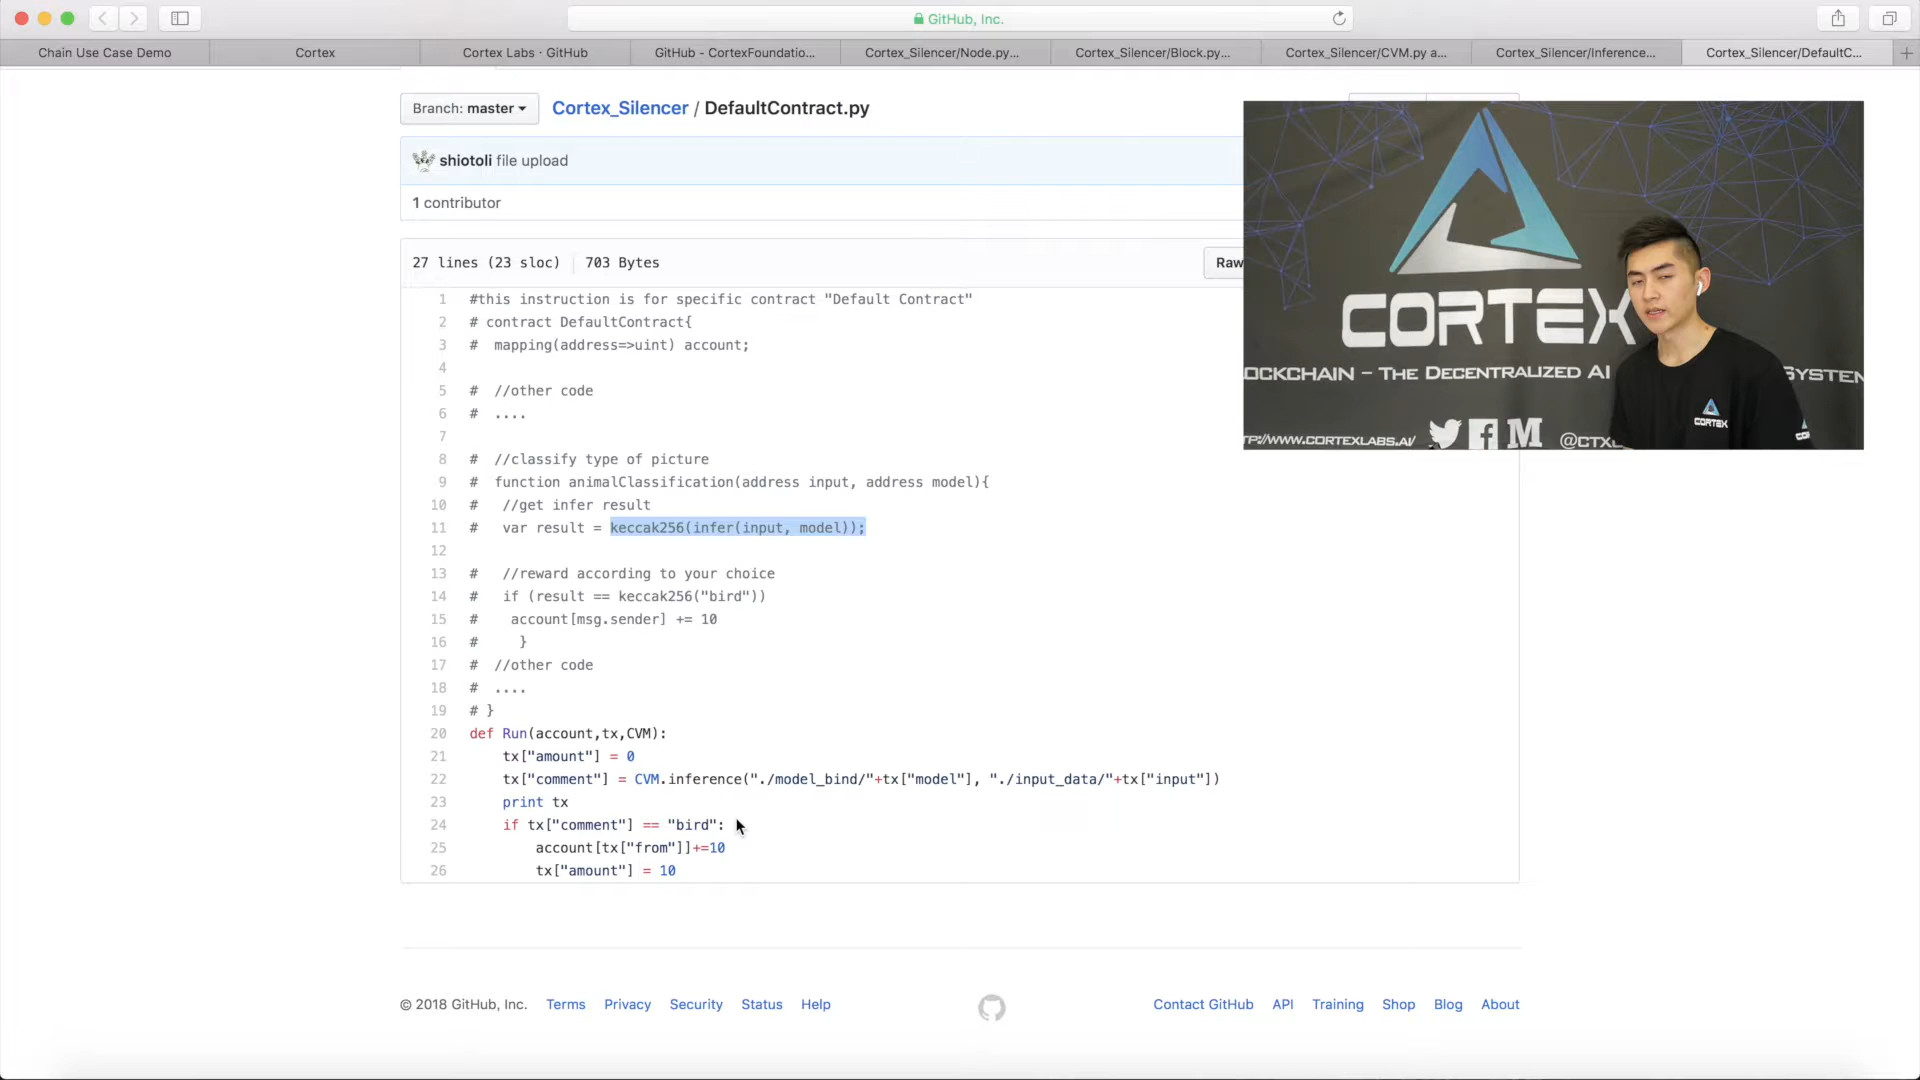 GitHub, Inc.
Chain Use Case Demo
Cortex
Cortex Labs · GitHub
GitHub - CortexFoundatio...
Cortex_Silencer/Node.py...
Cortex_Silencer/Block.py...
Cortex_Silencer/CVM.py a...
Cortex_Silencer/Inference...
Cortex_Silencer/DefaultC...
Branch: master
Cortex_Silencer / DefaultContract.py
shiotoli file upload
1 contributor
27 lines (23 sloc) 703 Bytes
Raw
1 #this instruction is for specific contract "Default Contract"
2 # contract DefaultContract{
3 #  mapping(address=>uint) account;
4
5 #  //other code
6 #  ....
7
8 #  //classify type of picture
9 #  function animalClassification(address input, address model){
10 #   //get infer result
11 #   var result = keccak256(infer(input, model));
12
13 #   //reward according to your choice
14 #   if (result == keccak256("bird"))
15 #    account[msg.sender] += 10
16 #     }
17 #  //other code
18 #  ....
19 # }
20 def Run(account,tx,CVM):
21     tx["amount"] = 0
22     tx["comment"] = CVM.inference("./model_bind/"+tx["model"], "./input_data/"+tx["input"])
23     print tx
24     if tx["comment"] == "bird":
25         account[tx["from"]]+=10
26         tx["amount"] = 10
CORTEX
OCKCHAIN – THE DECENTRALIZED AI SYSTEM
TP://WWW.CORTEXLABS.AI/
M
@CTXL
CORTEX
© 2018 GitHub, Inc. Terms Privacy Security Status Help
Contact GitHub API Training Shop Blog About